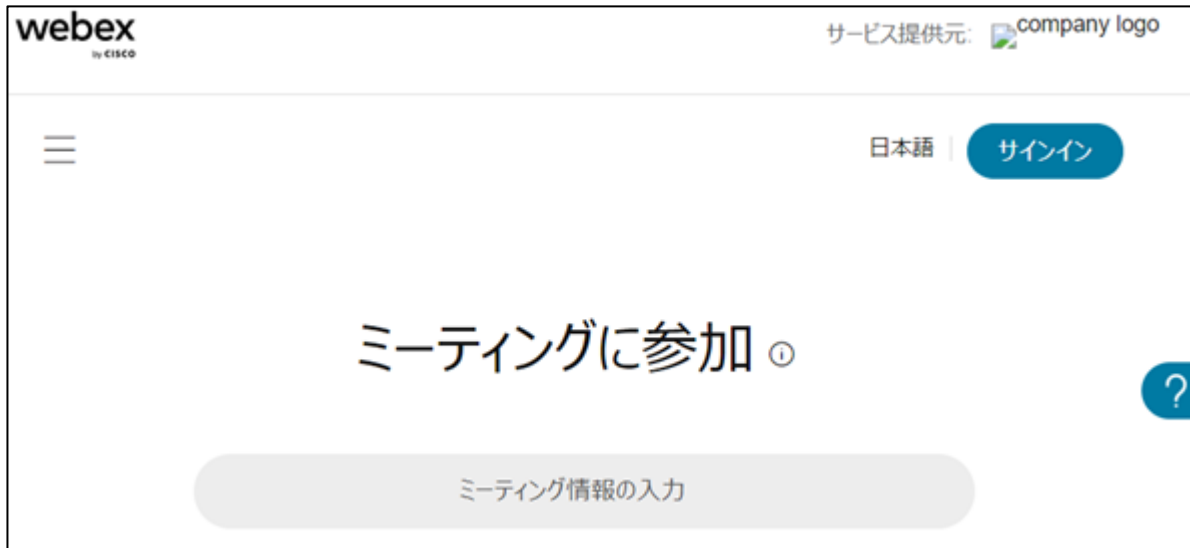 webex
by CISCO
サービス提供元: company logo
日本語
サインイン
ミーティングに参加
?
ミーティング情報の入力